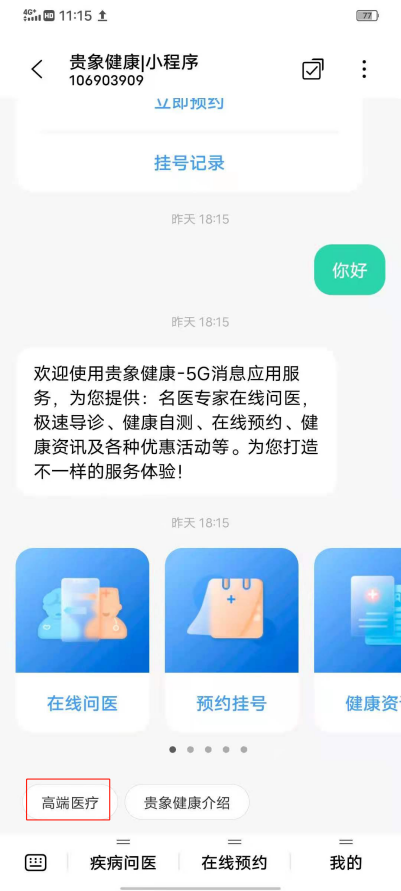 4G+ HD 11:15 77
贵象健康|小程序
106903909
立即预约
挂号记录
昨天 18:15
你好
昨天 18:15
欢迎使用贵象健康-5G消息应用服
务，为您提供：名医专家在线问医，
极速导诊、健康自测、在线预约、健
康资讯及各种优惠活动等。为您打造
不一样的服务体验！
昨天 18:15
在线问医 预约挂号 健康资
高端医疗 贵象健康介绍
疾病问医 在线预约 我的